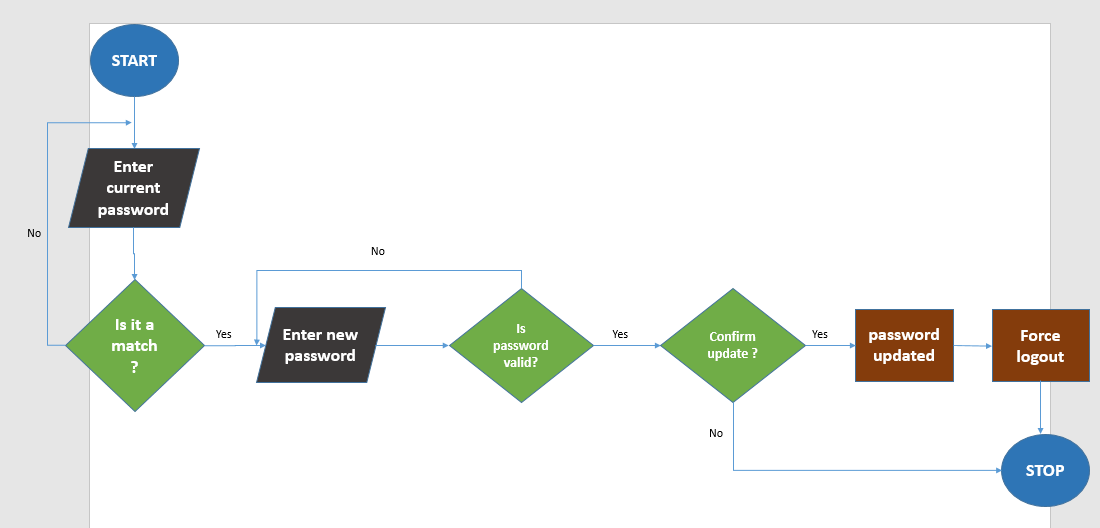 START
Enter
current
password
No
No
Is it a
match
?
Yes
Enter new
password
Is
password
valid?
Yes
Confirm
update ?
Yes
password
updated
Force
logout
No
STOP